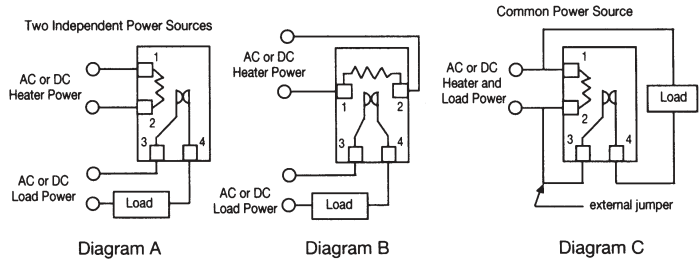 Two Independent Power Sources
AC or DC
Heater Power
1
2
3
4
AC or DC
Load Power
Load
Diagram A
AC or DC
Heater Power
1
2
3
4
AC or DC
Load Power
Load
Diagram B
Common Power Source
AC or DC
Heater and
Load Power
1
2
3
4
Load
external jumper
Diagram C